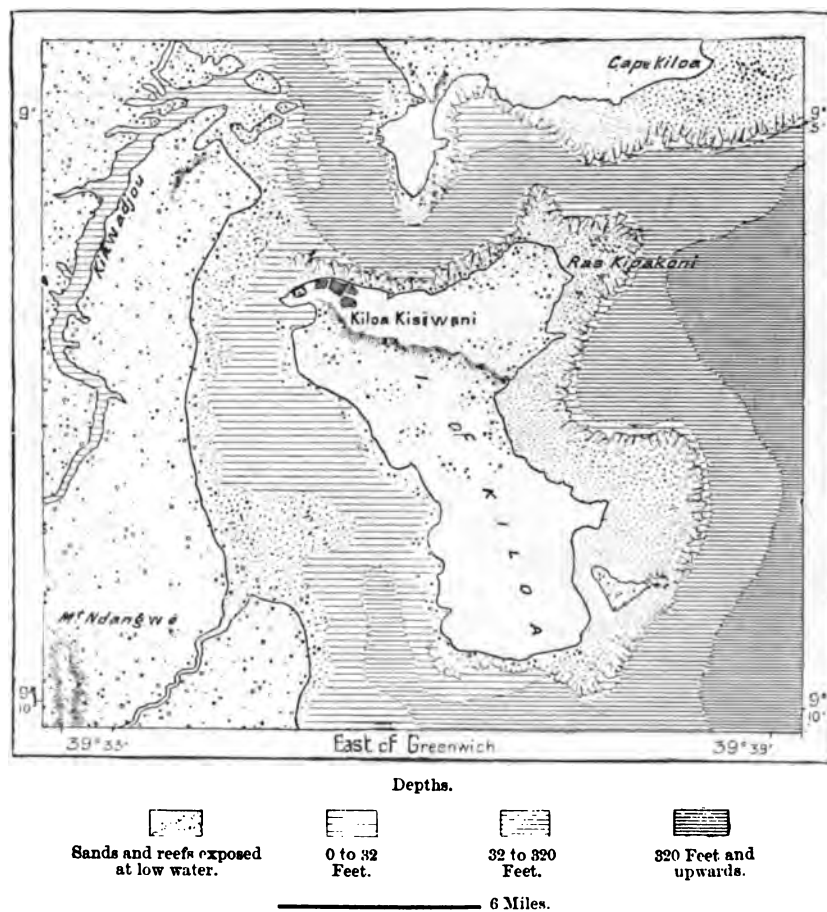 Cape Kiloa
9°
9°
5'
Kikwadjou
Ras Kipakoni
Kiloa Kisiwani
I. of KILOA
Mt Ndangwé
9°
10'
9°
10'
39°33'
East of Greenwich
39°39'
Depths.
Sands and reefs exposed
at low water.
0 to 32
Feet.
32 to 320
Feet.
320 Feet and
upwards.
6 Miles.